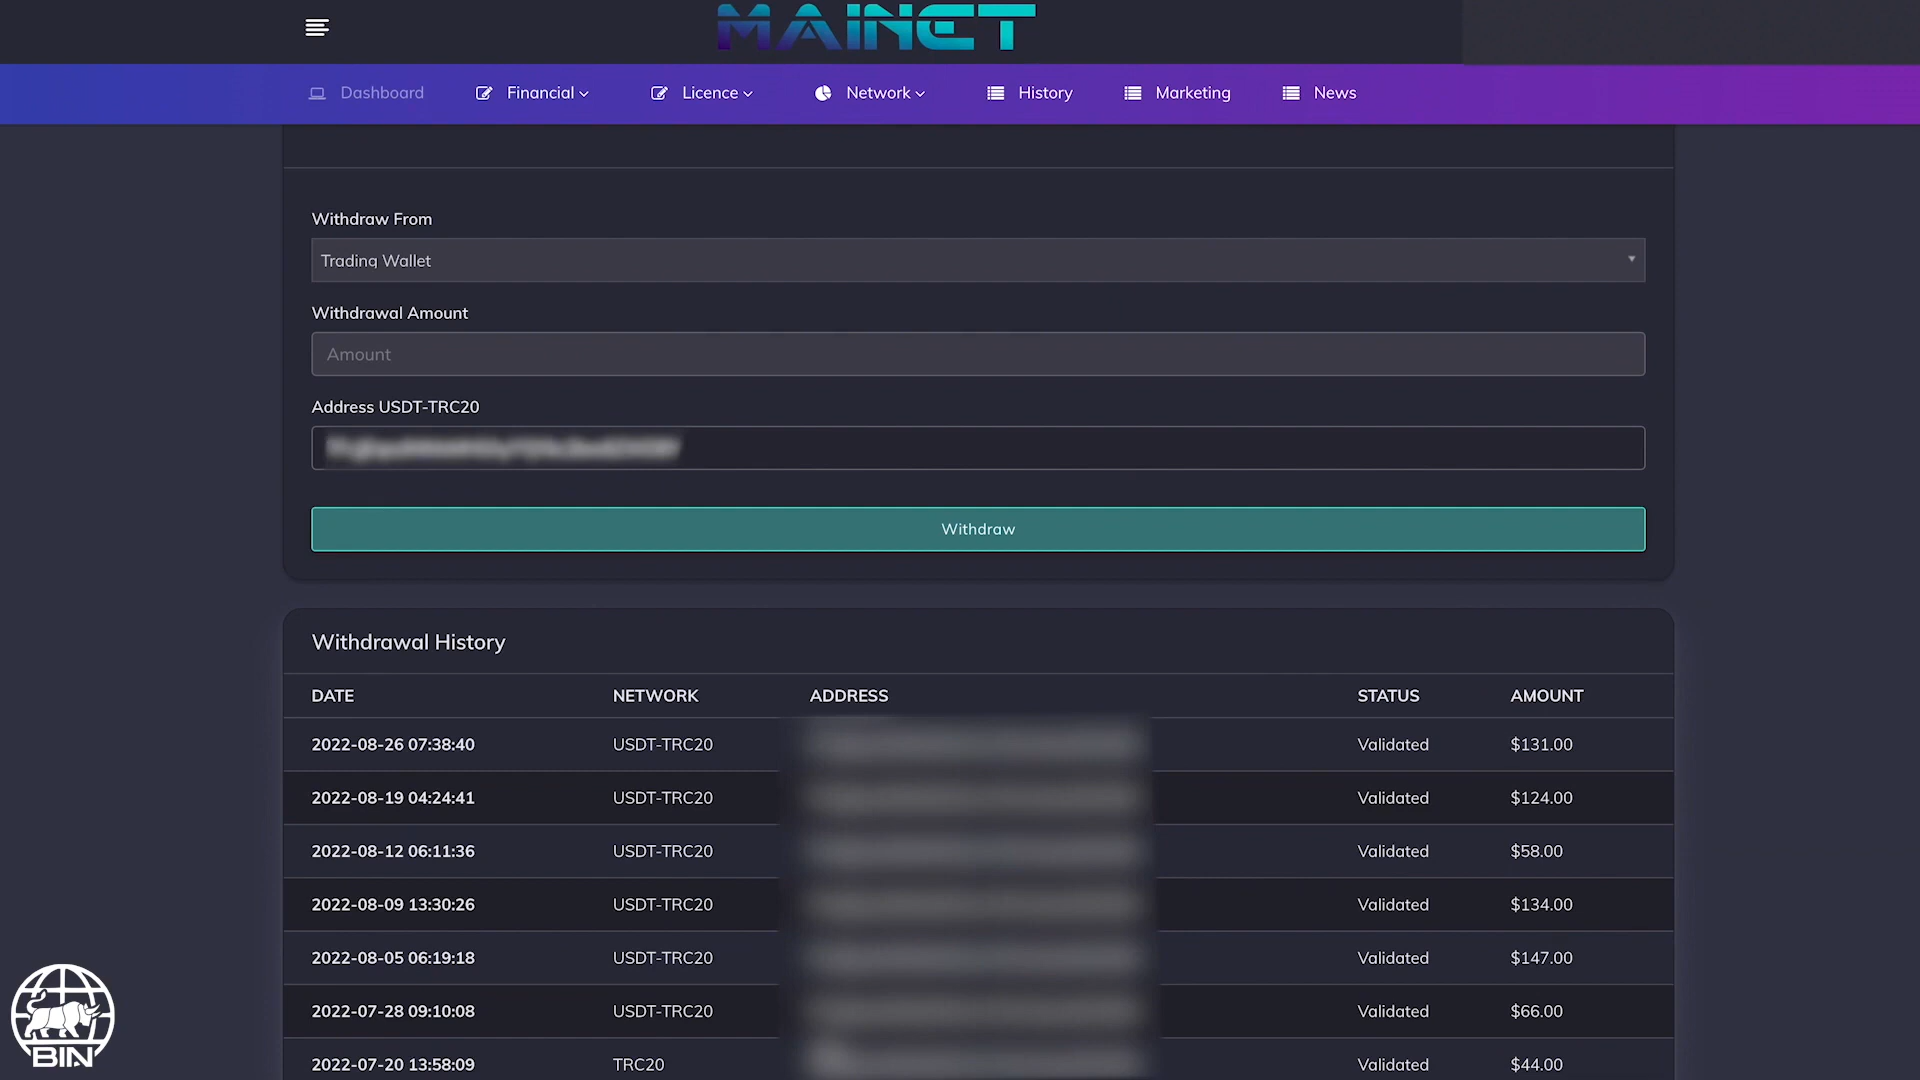 MAINET
Dashboard Financial Licence Network History Marketing News
Withdraw From
Trading Wallet
Withdrawal Amount
Amount
Address USDT-TRC20
Withdraw
Withdrawal History
DATE NETWORK ADDRESS STATUS AMOUNT
2022-08-26 07:38:40 USDT-TRC20 Validated $131.00
2022-08-19 04:24:41 USDT-TRC20 Validated $124.00
2022-08-12 06:11:36 USDT-TRC20 Validated $58.00
2022-08-09 13:30:26 USDT-TRC20 Validated $134.00
2022-08-05 06:19:18 USDT-TRC20 Validated $147.00
2022-07-28 09:10:08 USDT-TRC20 Validated $66.00
2022-07-20 13:58:09 TRC20 Validated $44.00
BIN